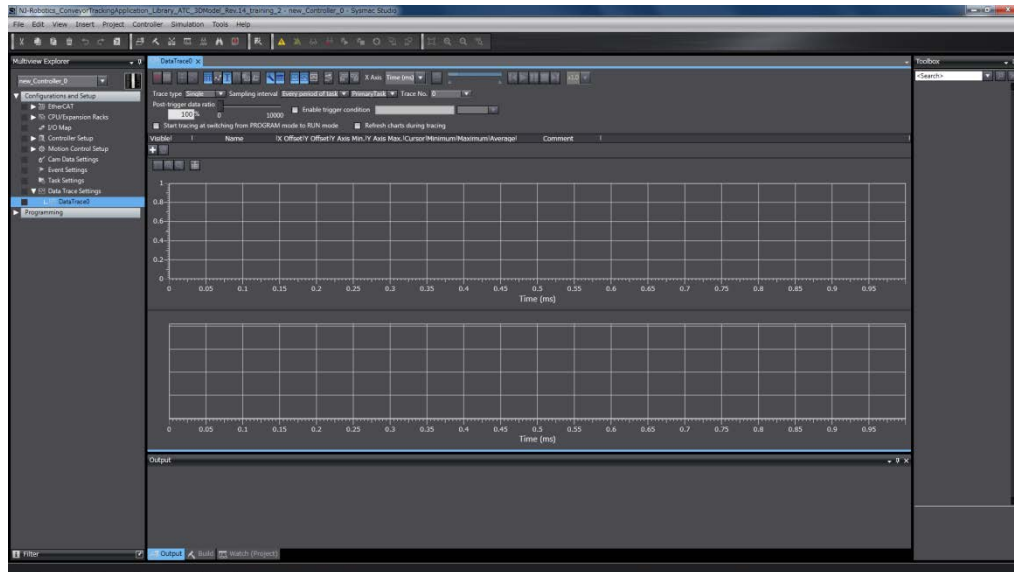 NJ-Robotics_ConveyorTrackingApplication_Library_ATC_3DModel_Rev.14_training_2 - new_Controller_0 - Sysmac Studio
File Edit View Insert Project Controller Simulation Tools Help
Multiview Explorer
DataTrace0
Toolbox
new_Controller_0
X Axis Time (ms)
<Search>
Configurations and Setup
Trace type Single Sampling interval Every period of task PrimaryTask Trace No. 0
EtherCAT
Post-trigger data ratio
CPU/Expansion Racks
100 % 0 10000 Enable trigger condition
I/O Map
Start tracing at switching from PROGRAM mode to RUN mode Refresh charts during tracing
Controller Setup
Visible Name X Offset Y Offset Y Axis Min. Y Axis Max. Cursor Minimum Maximum Average Comment
Motion Control Setup
Cam Data Settings
Event Settings
Task Settings
Data Trace Settings
DataTrace0
Programming
1
0.8
0.6
0.4
0.2
0
0 0.05 0.1 0.15 0.2 0.25 0.3 0.35 0.4 0.45 0.5 0.55 0.6 0.65 0.7 0.75 0.8 0.85 0.9 0.95
Time (ms)
0 0.05 0.1 0.15 0.2 0.25 0.3 0.35 0.4 0.45 0.5 0.55 0.6 0.65 0.7 0.75 0.8 0.85 0.9 0.95
Time (ms)
Output
Filter
Output Build Watch (Project)